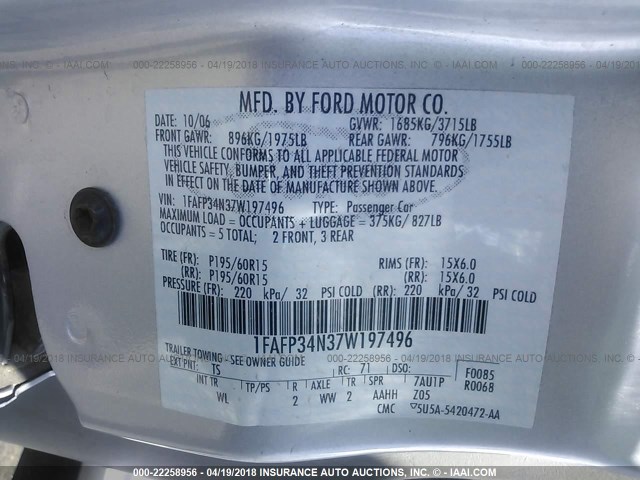 000-22258956 - 04/19/2018 INSURANCE AUTO AUCTIONS, INC. © - IAAI.COM
MFD. BY FORD MOTOR CO.
DATE: 10/06 GVWR: 1685KG/3715LB
FRONT GAWR: 896KG/1975LB REAR GAWR: 796KG/1755LB
THIS VEHICLE CONFORMS TO ALL APPLICABLE FEDERAL MOTOR
VEHICLE SAFETY, BUMPER, AND THEFT PREVENTION STANDARDS
IN EFFECT ON THE DATE OF MANUFACTURE SHOWN ABOVE.
VIN: 1FAFP34N37W197496 TYPE: Passenger Car
MAXIMUM LOAD = OCCUPANTS + LUGGAGE = 375KG/ 827LB
OCCUPANTS = 5 TOTAL; 2 FRONT, 3 REAR
TIRE (FR): P195/60R15 RIMS (FR): 15X6.0
(RR): P195/60R15 (RR): 15X6.0
PRESSURE (FR): 220 kPa/ 32 PSI COLD (RR): 220 kPa/ 32 PSI COLD
1FAFP34N37W197496
TRAILER TOWING - SEE OWNER GUIDE
EXT PNT: TS RC: 71 DSO: F0085
INT TR TP/PS R AXLE TR SPR 7AU1P R0068
WL 2 WW 2 AAHH Z05
CMC 5U5A-5420472-AA
000-22258956 - 04/19/2018 INSURANCE AUTO AUCTIONS, INC. © - IAAI.COM